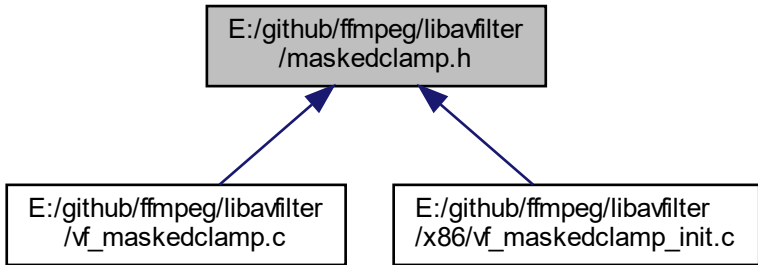 E:/github/ffmpeg/libavfilter
/maskedclamp.h
E:/github/ffmpeg/libavfilter
/vf_maskedclamp.c
E:/github/ffmpeg/libavfilter
/x86/vf_maskedclamp_init.c